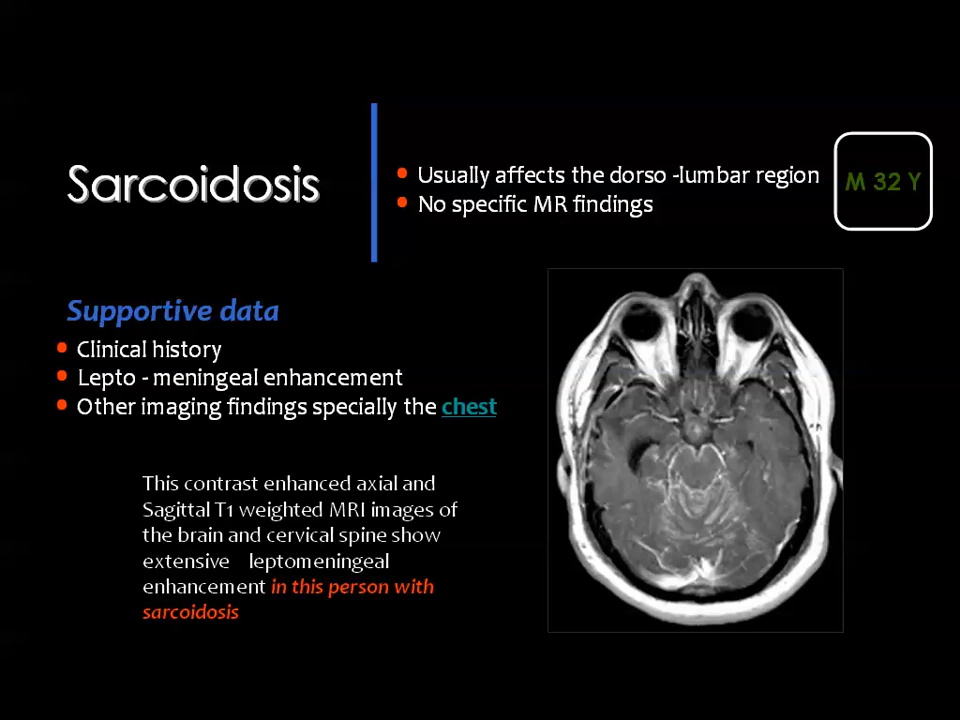 Sarcoidosis
• Usually affects the dorso -lumbar region
• No specific MR findings
M 32 Y
Supportive data
• Clinical history
• Lepto - meningeal enhancement
• Other imaging findings specially the chest
This contrast enhanced axial and
Sagittal T1 weighted MRI images of
the brain and cervical spine show
extensive leptomeningeal
enhancement in this person with
sarcoidosis